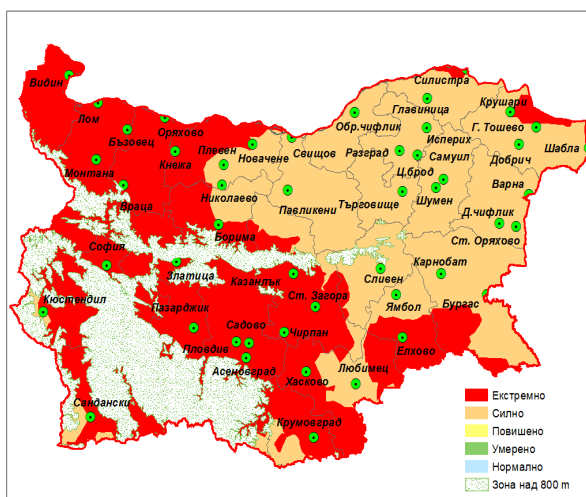 Видин
Силистра
Лом
Главиница
Крушари
Оряхово
Обр.чифлик
Г. Тошево
Бъзовец
Плевен
Новачене
Свищов
Исперих
Разград
Самуил
Шабла
Монтана
Кнежа
Добрич
Ц.брод
Николаево
Варна
Враца
Павликени
Търговище
Шумен
Д.чифлик
Борима
Ст. Оряхово
София
Златица
Казанлък
Карнобат
Сливен
Кюстендил
Ст. Загора
Пазарджик
Садово
Ямбол
Бургас
Чирпан
Пловдив
Елхово
Асеновград
Любимец
Хасково
Сандански
Крумовград
Екстремно
Силно
Повишено
Умерено
Нормално
Зона над 800 m